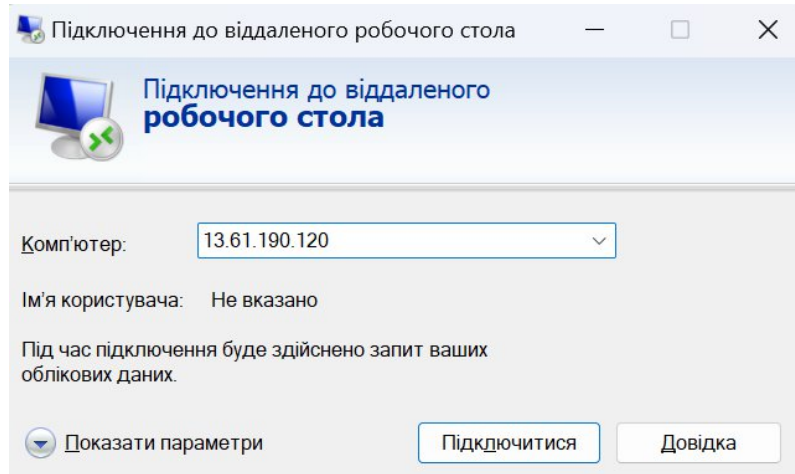 Підключення до віддаленого робочого стола
Підключення до віддаленого
робочого стола
Комп'ютер:
13.61.190.120
Ім'я користувача: Не вказано
Під час підключення буде здійснено запит ваших
облікових даних.
Показати параметри
Підключитися
Довідка